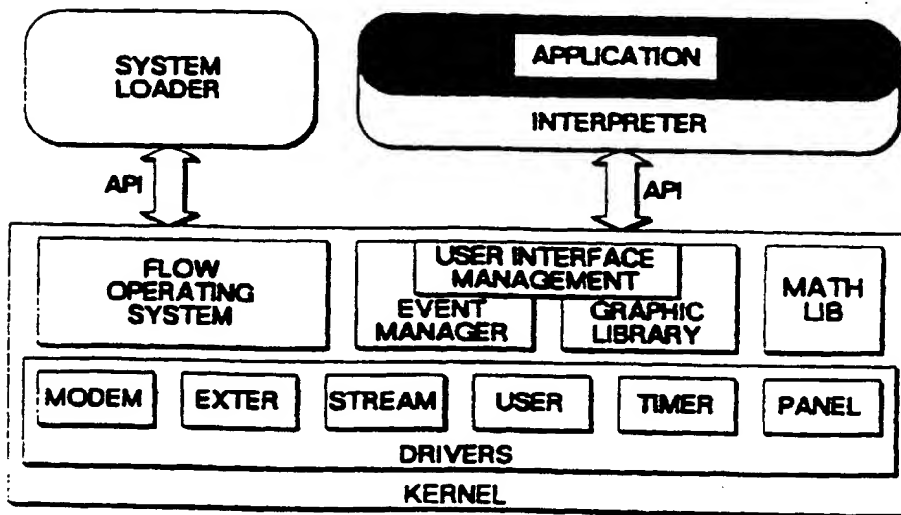 SYSTEM
LOADER
APPLICATION
INTERPRETER
API
API
FLOW
OPERATING
SYSTEM
USER INTERFACE
MANAGEMENT
EVENT
MANAGER
GRAPHIC
LIBRARY
MATH
LIB
MODEM
EXTER
STREAM
USER
TIMER
PANEL
DRIVERS
KERNEL